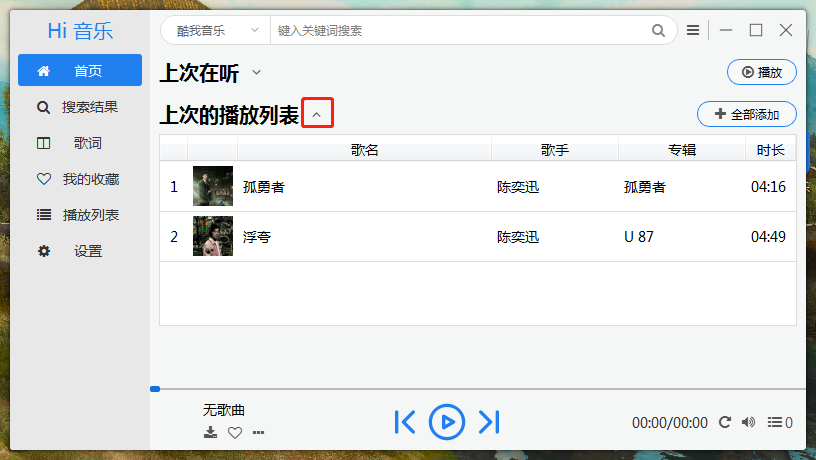 Hi 音乐
酷我音乐
键入关键词搜索
首页
搜索结果
歌词
我的收藏
播放列表
设置
上次在听
播放
上次的播放列表
全部添加
歌名 歌手 专辑 时长
1 孤勇者 陈奕迅 孤勇者 04:16
2 浮夸 陈奕迅 U 87 04:49
无歌曲
00:00/00:00
0